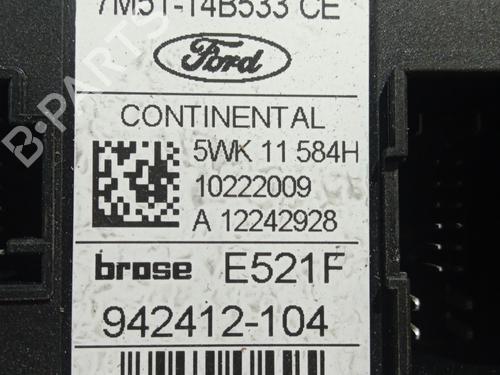 7M5T-14B533 CE
Ford
CONTINENTAL
5WK 11 584H
10222009
A 12242928
brose E521F
942412-104
B-PARTS